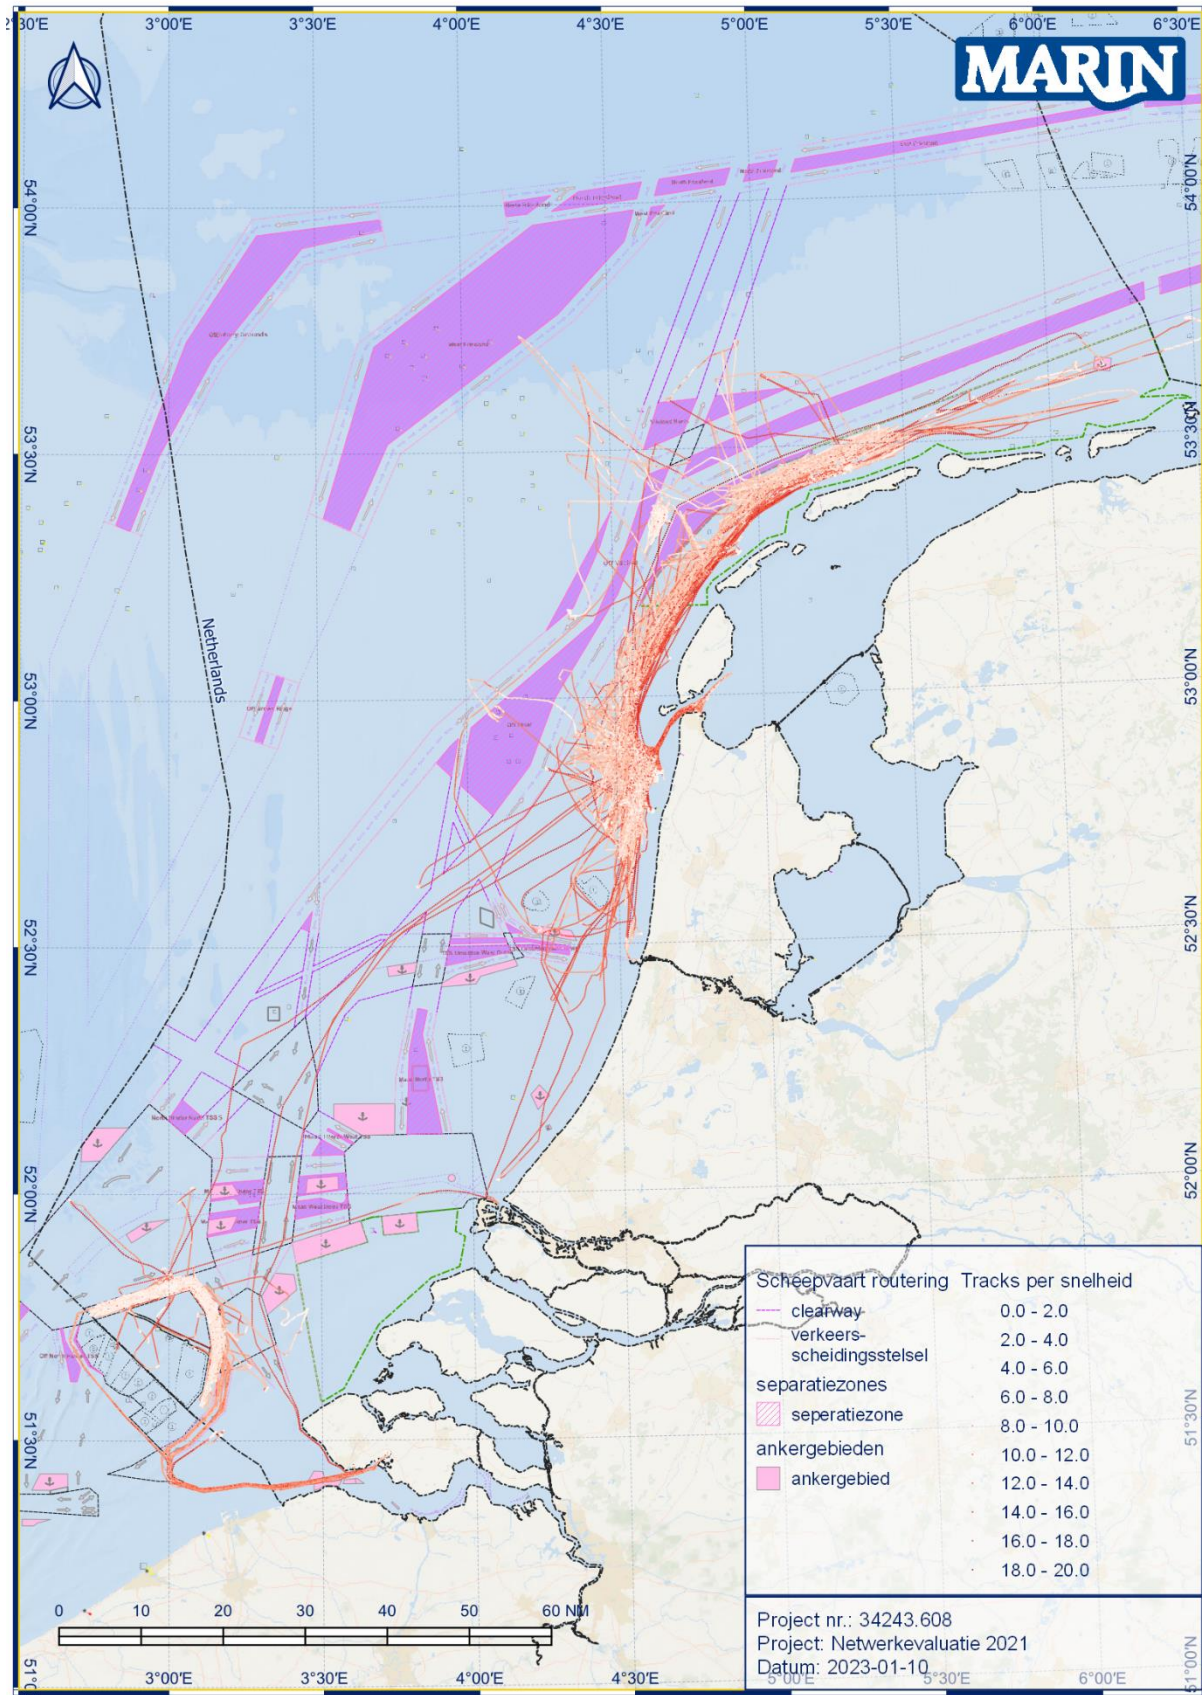 2°30'E 3°00'E 3°30'E 4°00'E 4°30'E 5°00'E 5°30'E 6°00'E 6°30'E
MARIN
54°00'N
54°00'N
53°30'N
53°30'N
Netherlands
53°00'N
53°00'N
52°30'N
52°30'N
52°00'N
52°00'N
51°30'N
51°30'N
Scheepvaart routering Tracks per snelheid
clearway 0.0 - 2.0
verkeers- 2.0 - 4.0
scheidingsstelsel 4.0 - 6.0
separatiezones 6.0 - 8.0
seperatiezone 8.0 - 10.0
ankergebieden 10.0 - 12.0
ankergebied 12.0 - 14.0
14.0 - 16.0
16.0 - 18.0
18.0 - 20.0
0 10 20 30 40 50 60 NM
Project nr.: 34243.608
Project: Netwerkevaluatie 2021
Datum: 2023-01-10
51°00'N
3°00'E 3°30'E 4°00'E 4°30'E 5°00'E 5°30'E 6°00'E